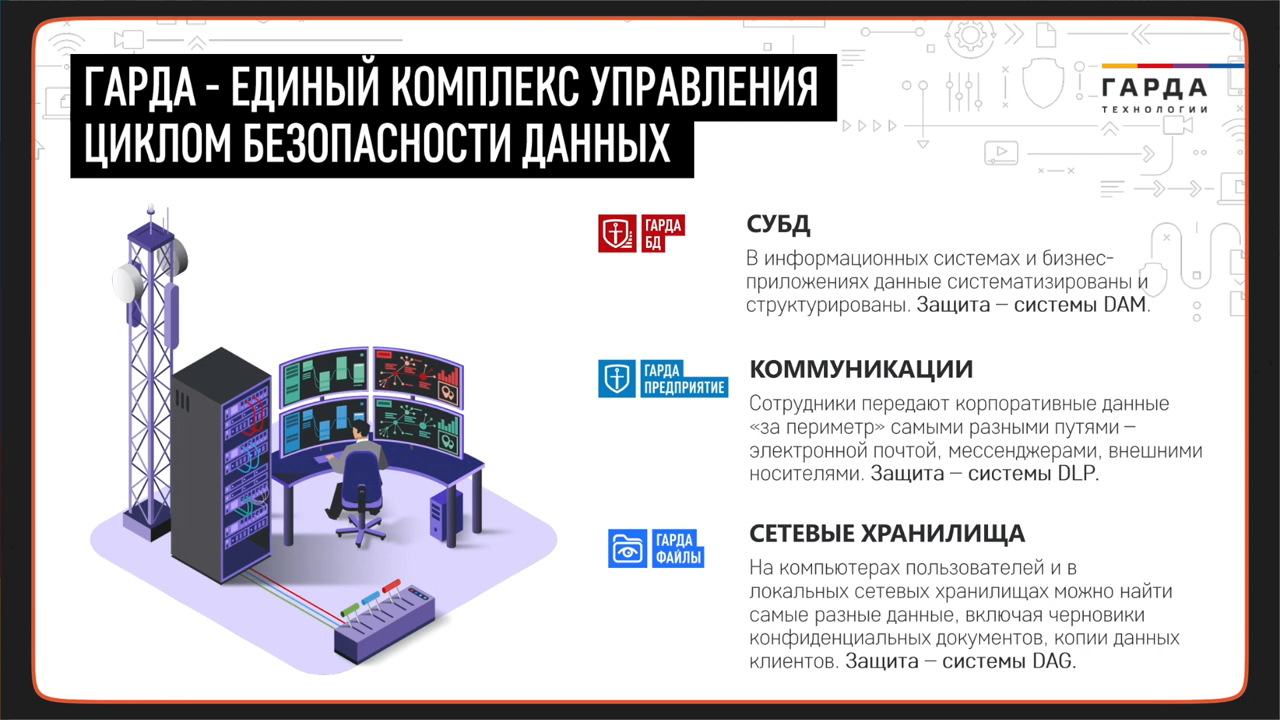 ГАРДА - ЕДИНЫЙ КОМПЛЕКС УПРАВЛЕНИЯ
ЦИКЛОМ БЕЗОПАСНОСТИ ДАННЫХ
ГАРДА
ТЕХНОЛОГИИ
ГАРДА
БД
СУБД
В информационных системах и бизнес-
приложениях данные систематизированы и
структурированы. Защита – системы DAM.
ГАРДА
ПРЕДПРИЯТИЕ
КОММУНИКАЦИИ
Сотрудники передают корпоративные данные
«за периметр» самыми разными путями –
электронной почтой, мессенджерами, внешними
носителями. Защита – системы DLP.
ГАРДА
ФАЙЛЫ
СЕТЕВЫЕ ХРАНИЛИЩА
На компьютерах пользователей и в
локальных сетевых хранилищах можно найти
самые разные данные, включая черновики
конфиденциальных документов, копии данных
клиентов. Защита – системы DAG.